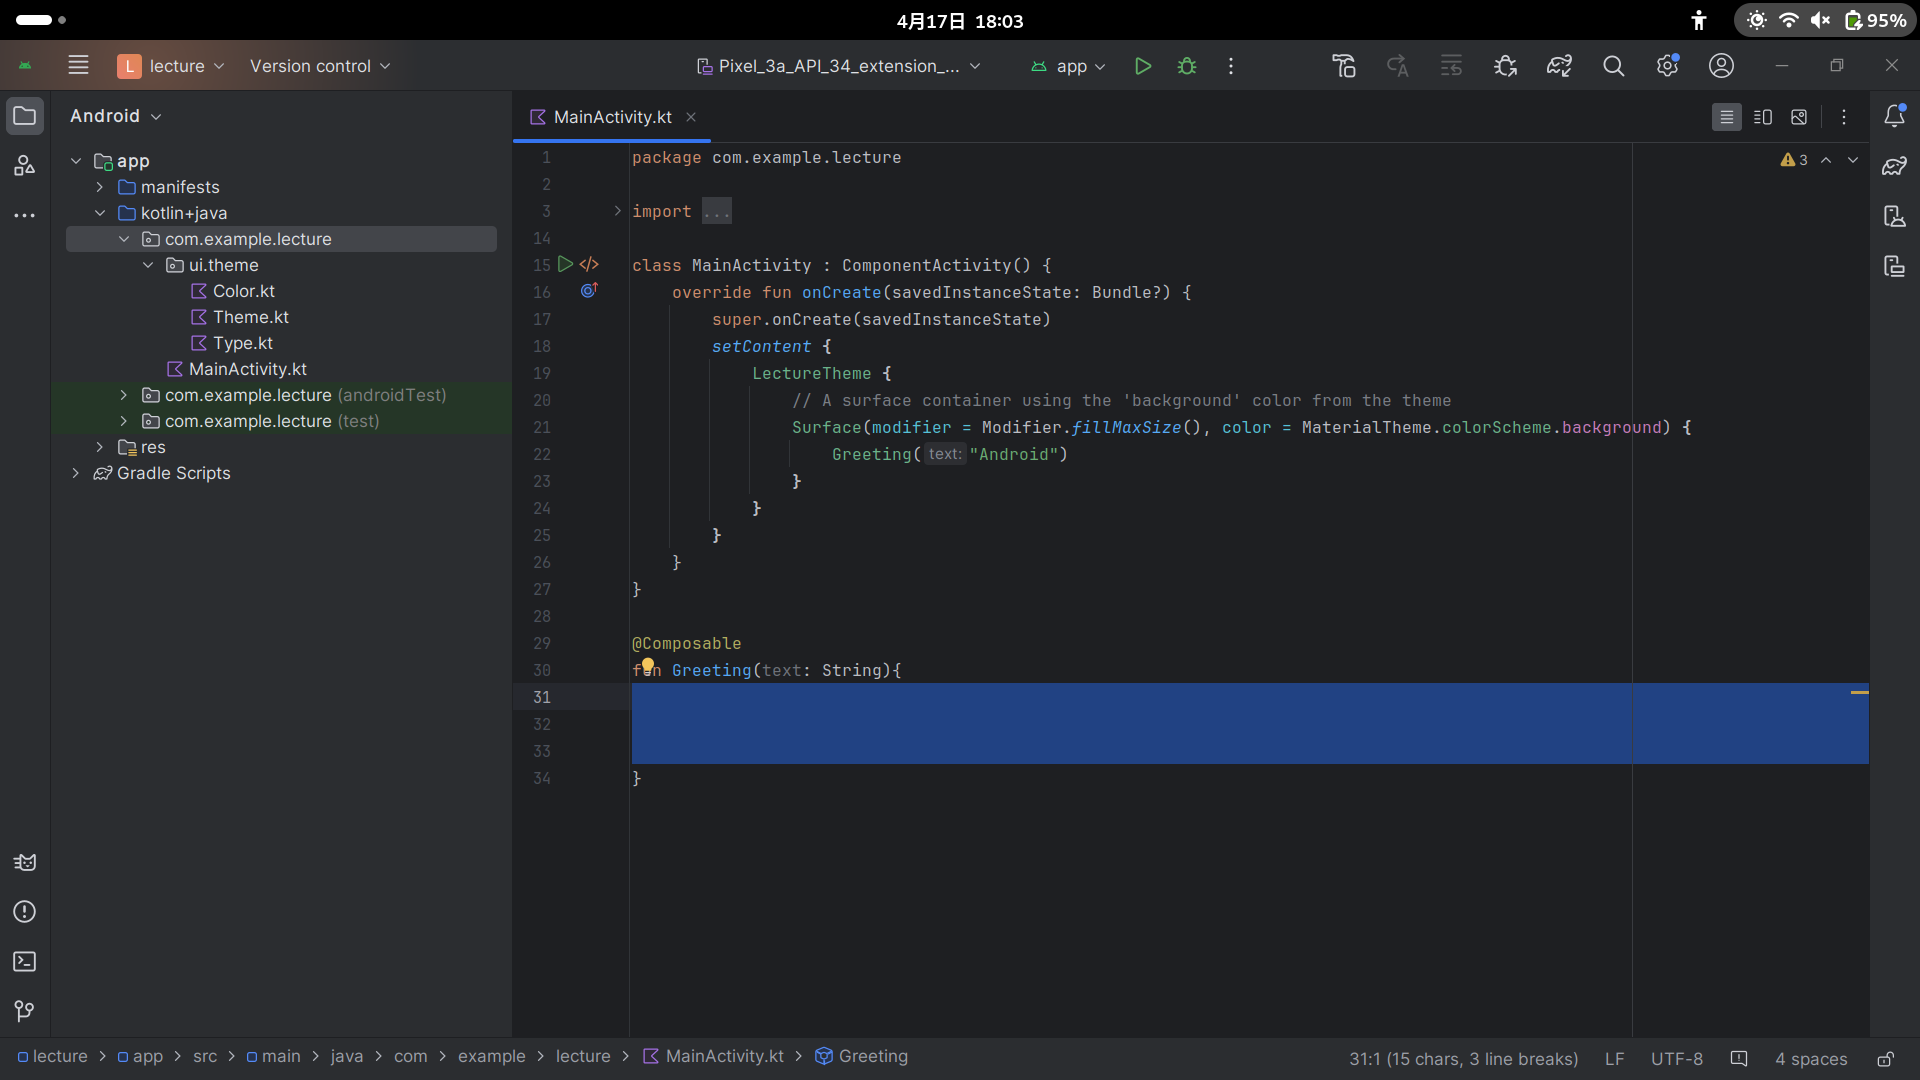 4月17日 18:03
95%
L lecture
Version control
Pixel_3a_API_34_extension_...
app
Android
MainActivity.kt
app
manifests
kotlin+java
com.example.lecture
ui.theme
Color.kt
Theme.kt
Type.kt
MainActivity.kt
com.example.lecture (androidTest)
com.example.lecture (test)
res
Gradle Scripts
3
1 package com.example.lecture
2
3 import ...
14
15 class MainActivity : ComponentActivity() {
16 override fun onCreate(savedInstanceState: Bundle?) {
17 super.onCreate(savedInstanceState)
18 setContent {
19 LectureTheme {
20 // A surface container using the 'background' color from the theme
21 Surface(modifier = Modifier.fillMaxSize(), color = MaterialTheme.colorScheme.background) {
22 Greeting( text: "Android")
23 }
24 }
25 }
26 }
27 }
28
29 @Composable
30 fun Greeting(text: String){
31
32
33
34 }
lecture > app > src > main > java > com > example > lecture > MainActivity.kt > Greeting
31:1 (15 chars, 3 line breaks) LF UTF-8 4 spaces